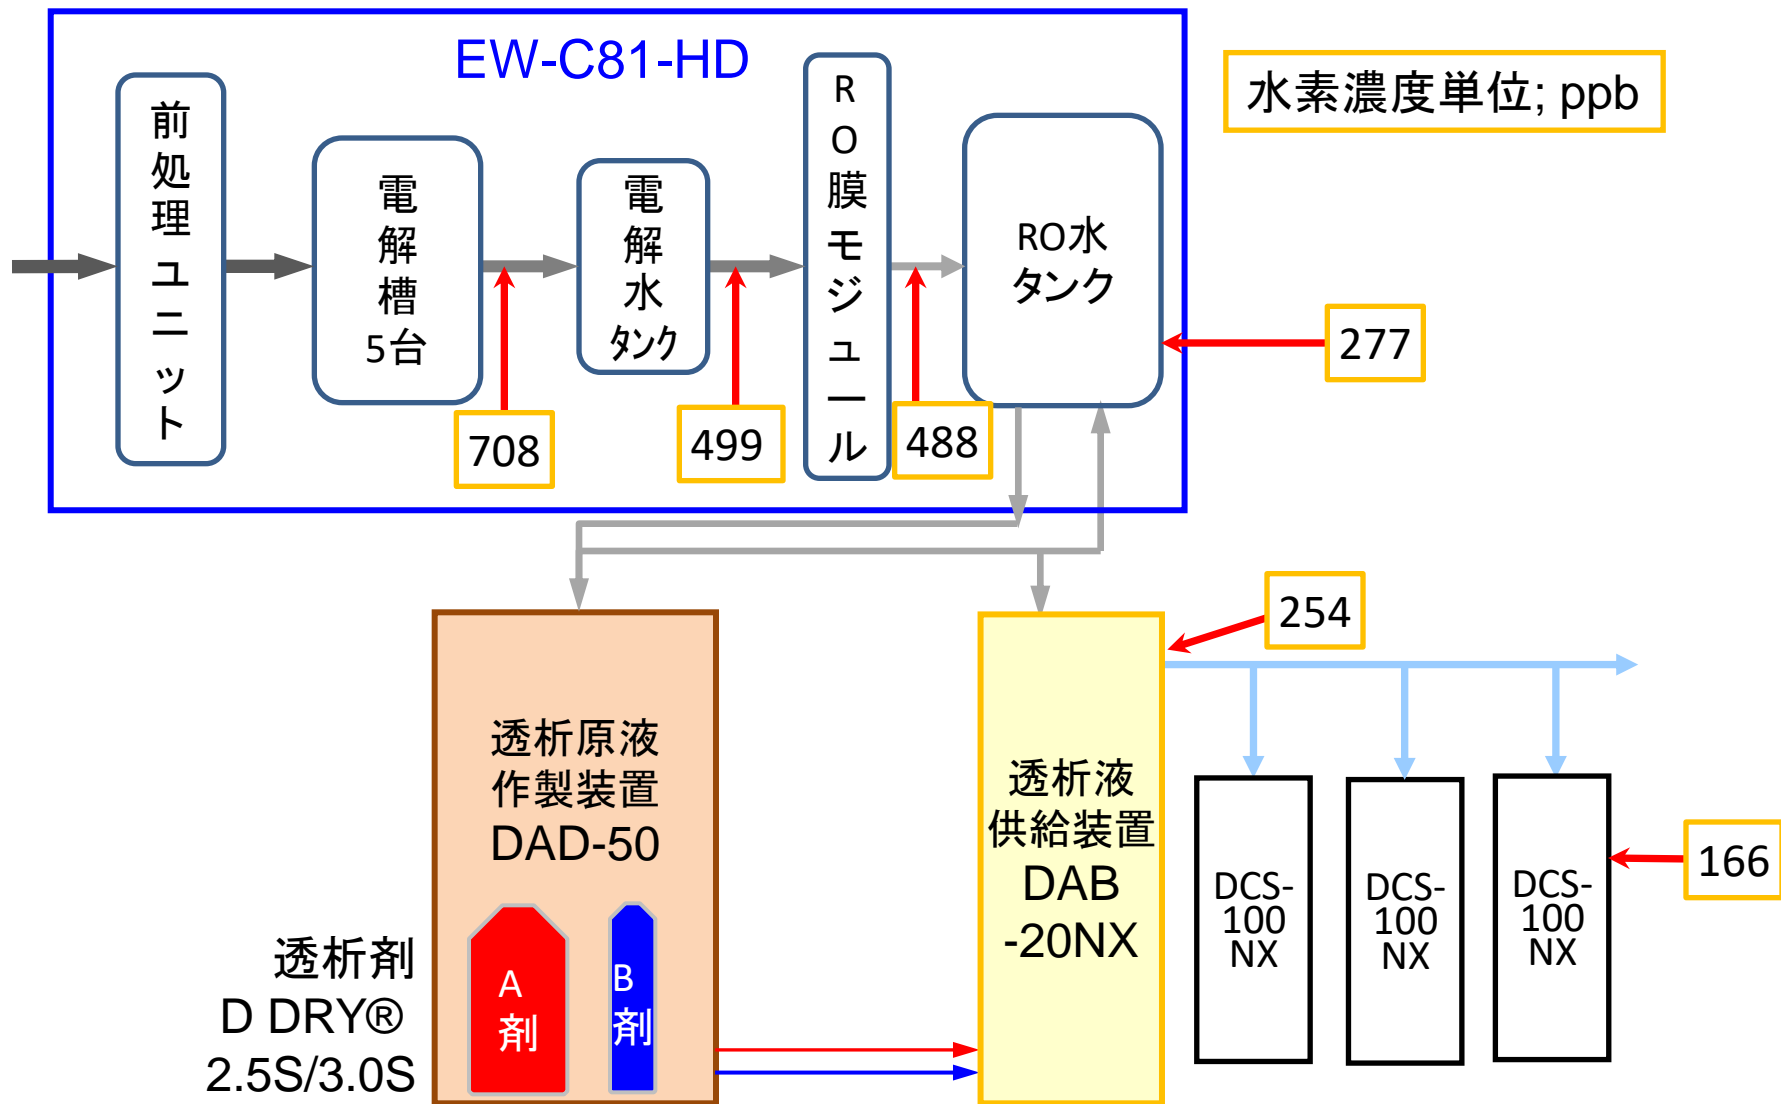 EW-C81-HD
水素濃度単位; ppb
前処理ユニット
電解槽5台
電解水タンク
RO膜モジュール
RO水
タンク
708
499
488
277
254
166
透析原液
作製装置
DAD-50
透析液
供給装置
DAB
-20NX
DCS-
100
NX
DCS-
100
NX
DCS-
100
NX
透析剤
D DRY®
2.5S/3.0S
A
剤
B
剤